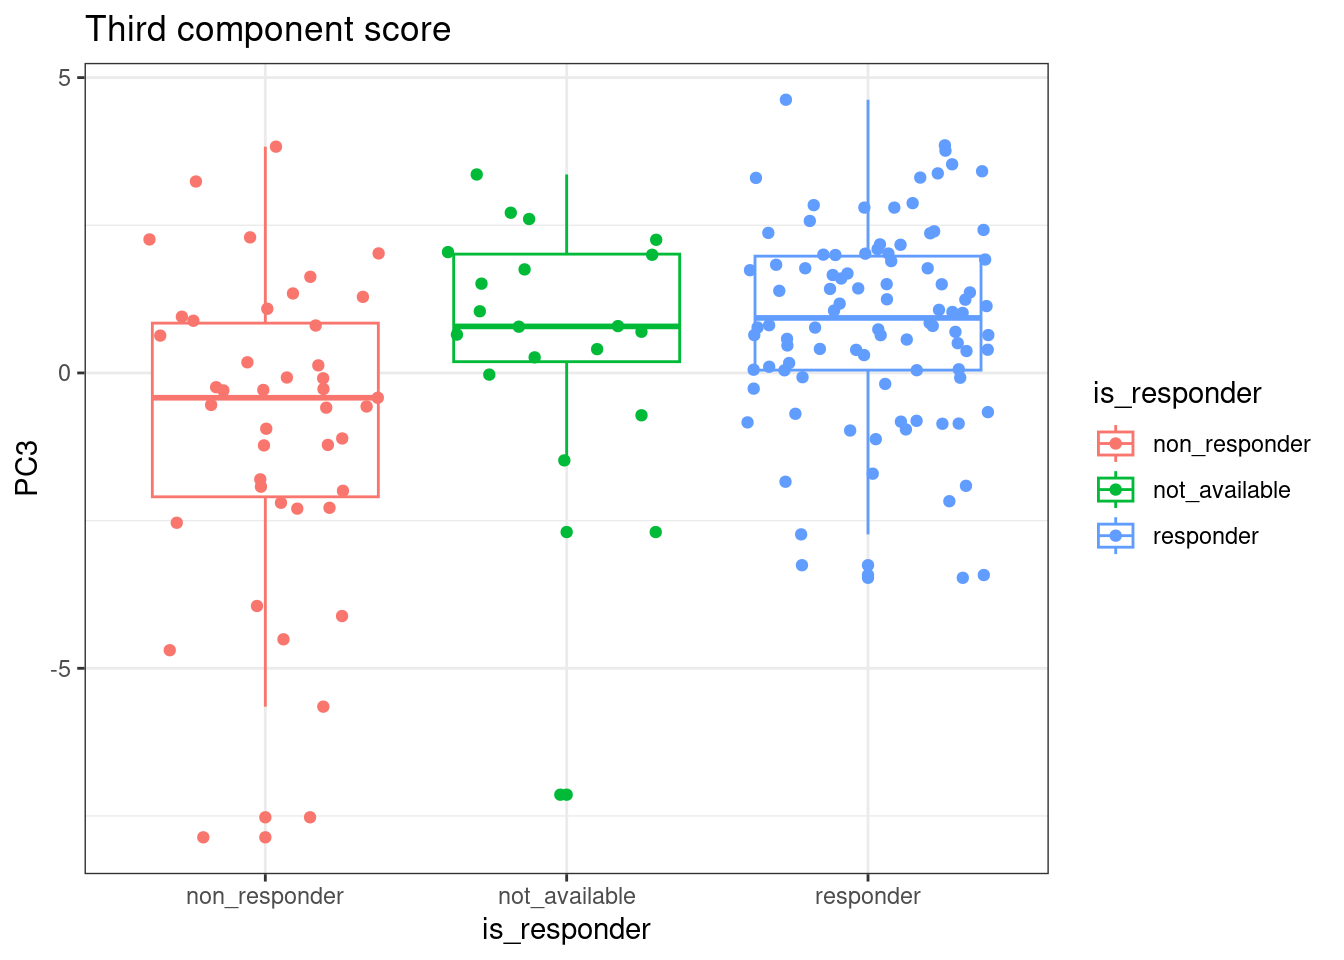 Third component score
5
0
-5
PC3
non_responder
not_available
responder
is_responder
is_responder
non_responder
not_available
responder